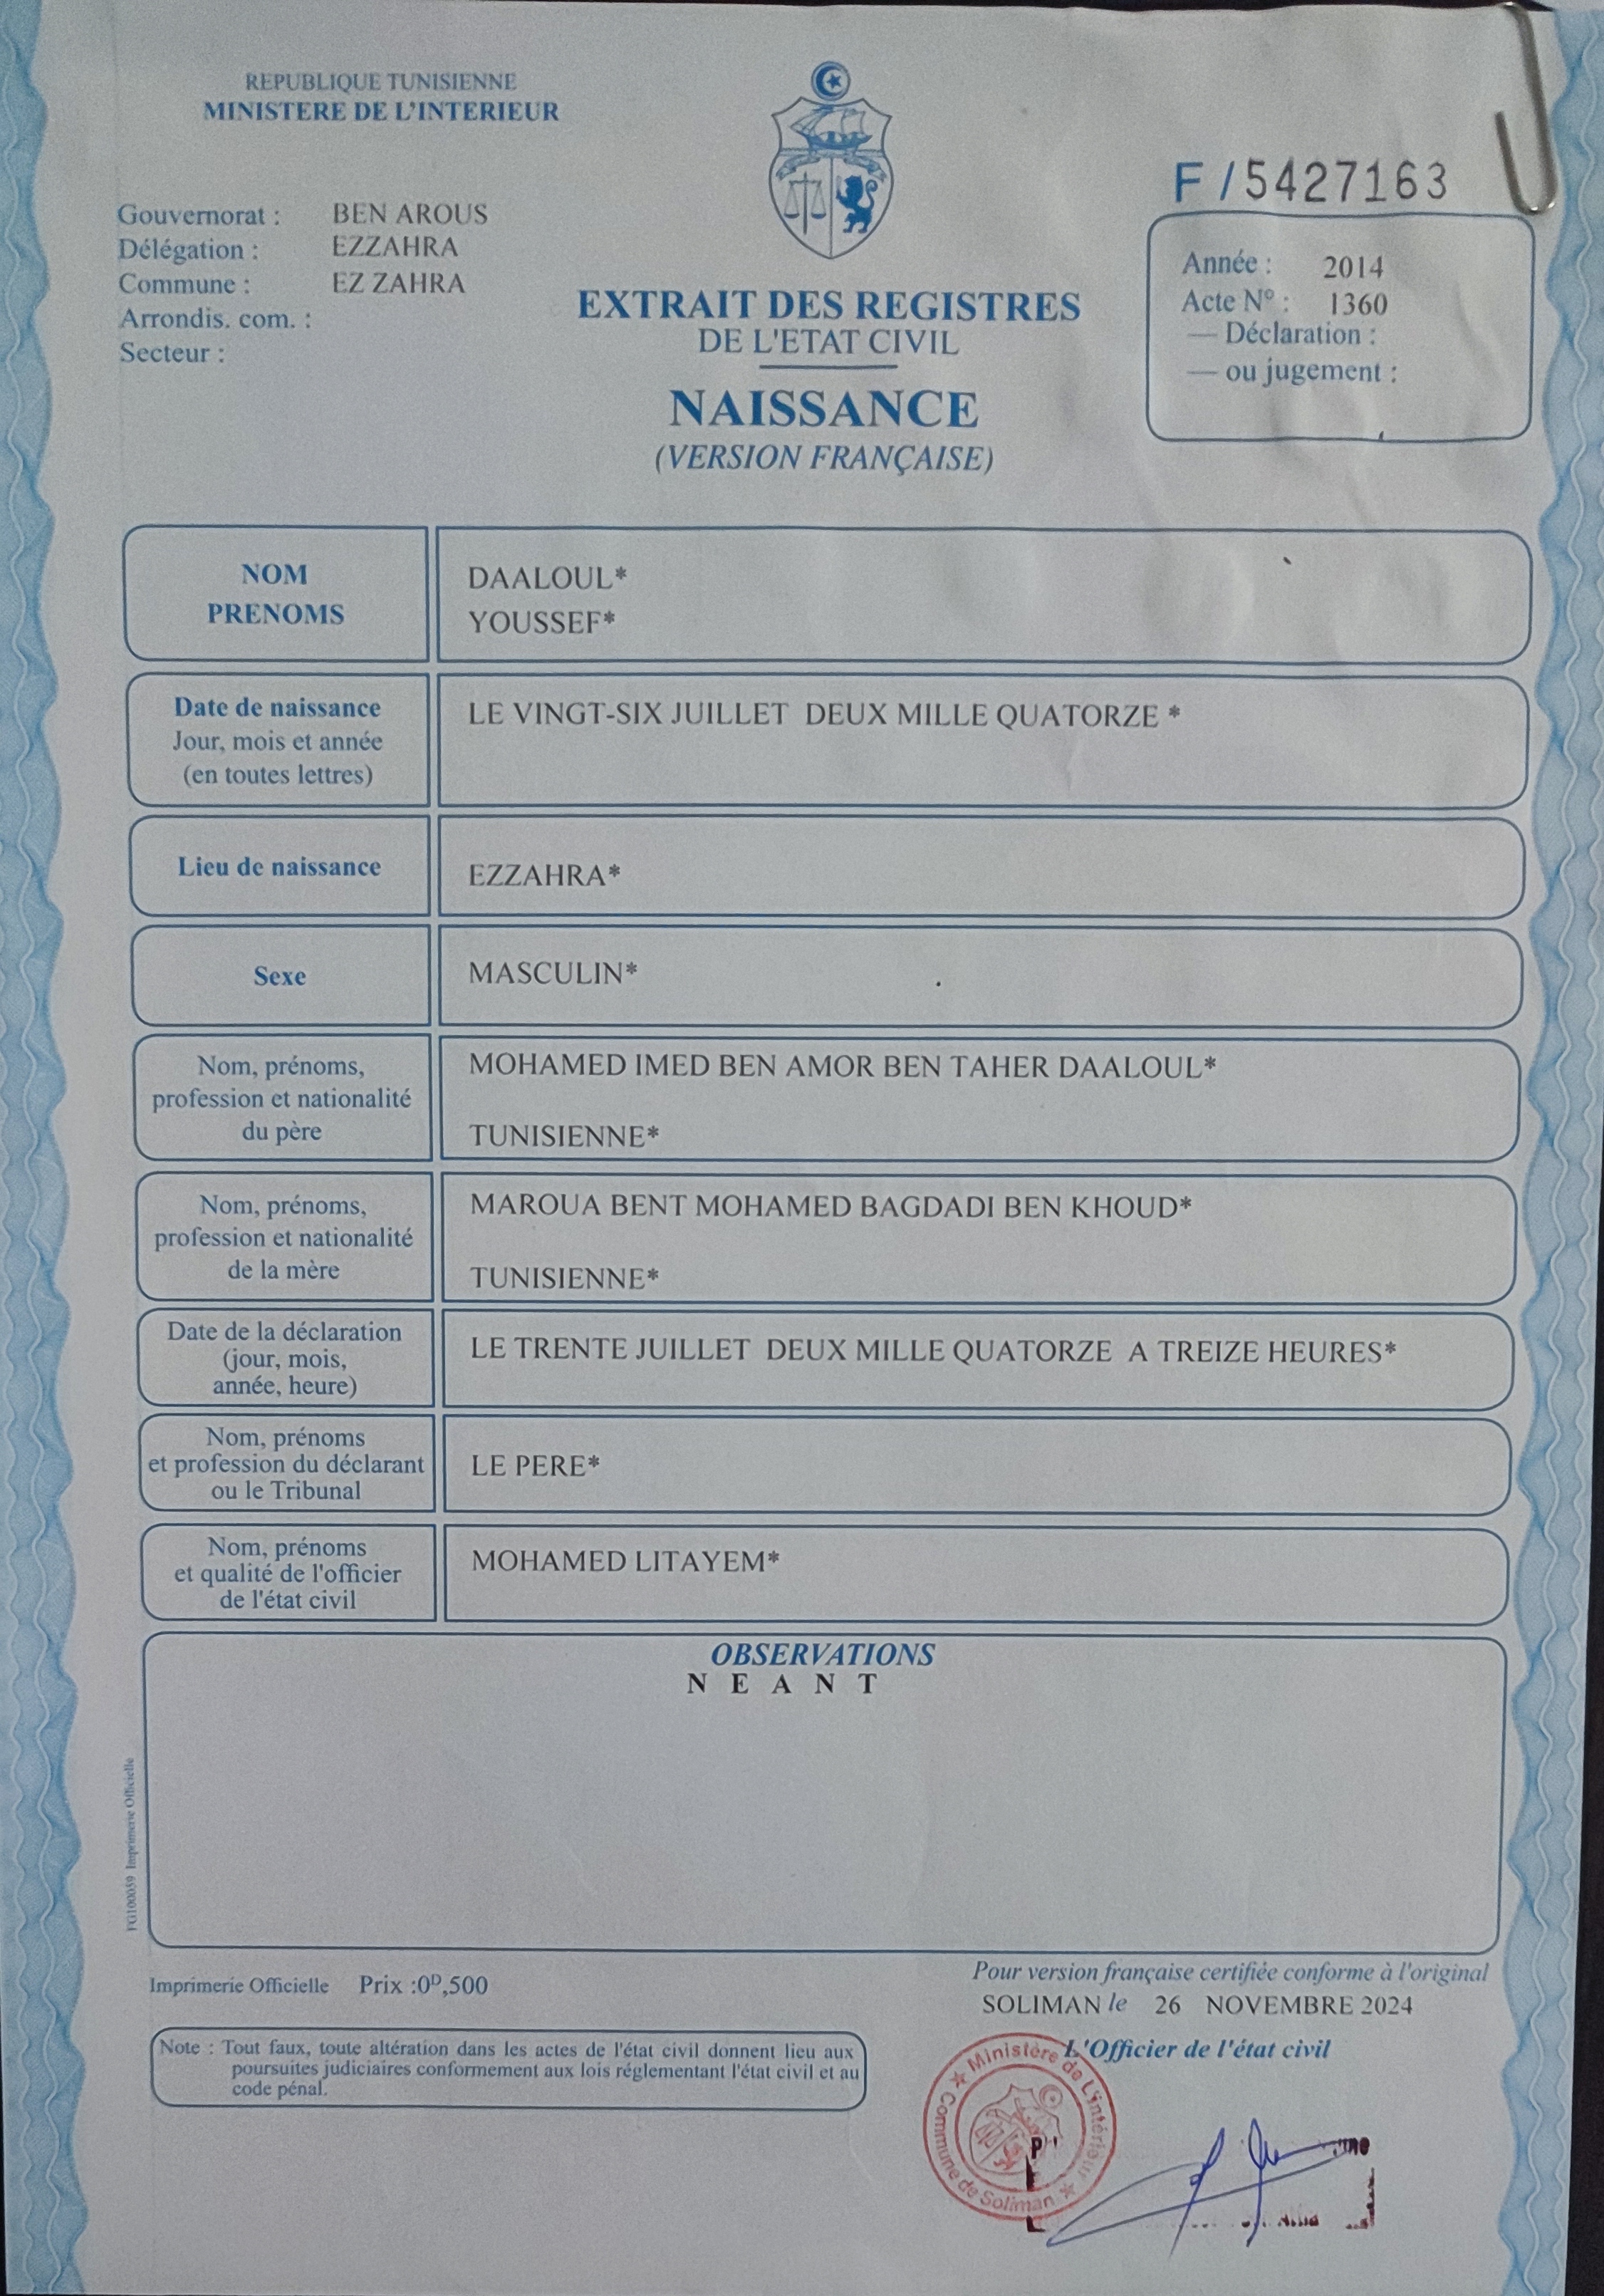 REPUBLIQUE TUNISIENNE
MINISTERE DE L'INTERIEUR
F / 5427163
Gouvernorat : BEN AROUS
Délégation : EZZAHRA
Commune : EZ ZAHRA
Arrondis. com. :
Secteur :
EXTRAIT DES REGISTRES
DE L'ETAT CIVIL
NAISSANCE
(VERSION FRANÇAISE)
Année : 2014
Acte N° : 1360
— Déclaration :
— ou jugement :
NOM
PRENOMS
DAALOUL*
YOUSSEF*
Date de naissance
Jour, mois et année
(en toutes lettres)
LE VINGT-SIX JUILLET DEUX MILLE QUATORZE *
Lieu de naissance
EZZAHRA*
Sexe
MASCULIN*
Nom, prénoms,
profession et nationalité
du père
MOHAMED IMED BEN AMOR BEN TAHER DAALOUL*
TUNISIENNE*
Nom, prénoms,
profession et nationalité
de la mère
MAROUA BENT MOHAMED BAGDADI BEN KHOUD*
TUNISIENNE*
Date de la déclaration
(jour, mois,
année, heure)
LE TRENTE JUILLET DEUX MILLE QUATORZE A TREIZE HEURES*
Nom, prénoms
et profession du déclarant
ou le Tribunal
LE PERE*
Nom, prénoms
et qualité de l'officier
de l'état civil
MOHAMED LITAYEM*
OBSERVATIONS
N E A N T
FG100059 Imprimerie Officielle
Imprimerie Officielle Prix :0D,500
Pour version française certifiée conforme à l'original
SOLIMAN le 26 NOVEMBRE 2024
L'Officier de l'état civil
Note : Tout faux, toute altération dans les actes de l'état civil donnent lieu aux
poursuites judiciaires conformement aux lois réglementant l'état civil et au
code pénal.
Ministère de L'intérieur
Commune de Soliman